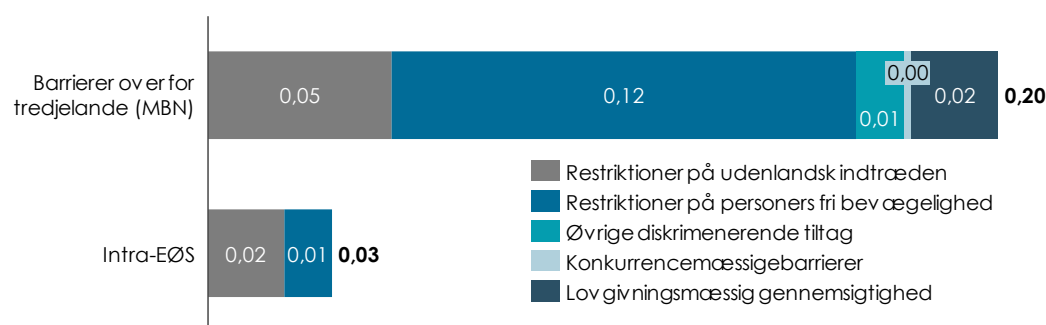 Barrierer over for
tredjelande (MBN)
0,05
0,12
0,01
0,00
0,02
0,20
Restriktioner på udenlandsk indtræden
Restriktioner på personers fri bevægelighed
Øvrige diskrimenerende tiltag
Konkurrencemæssigebarrierer
Lovgivningsmæssig gennemsigtighed
Intra-EØS
0,02
0,01
0,03